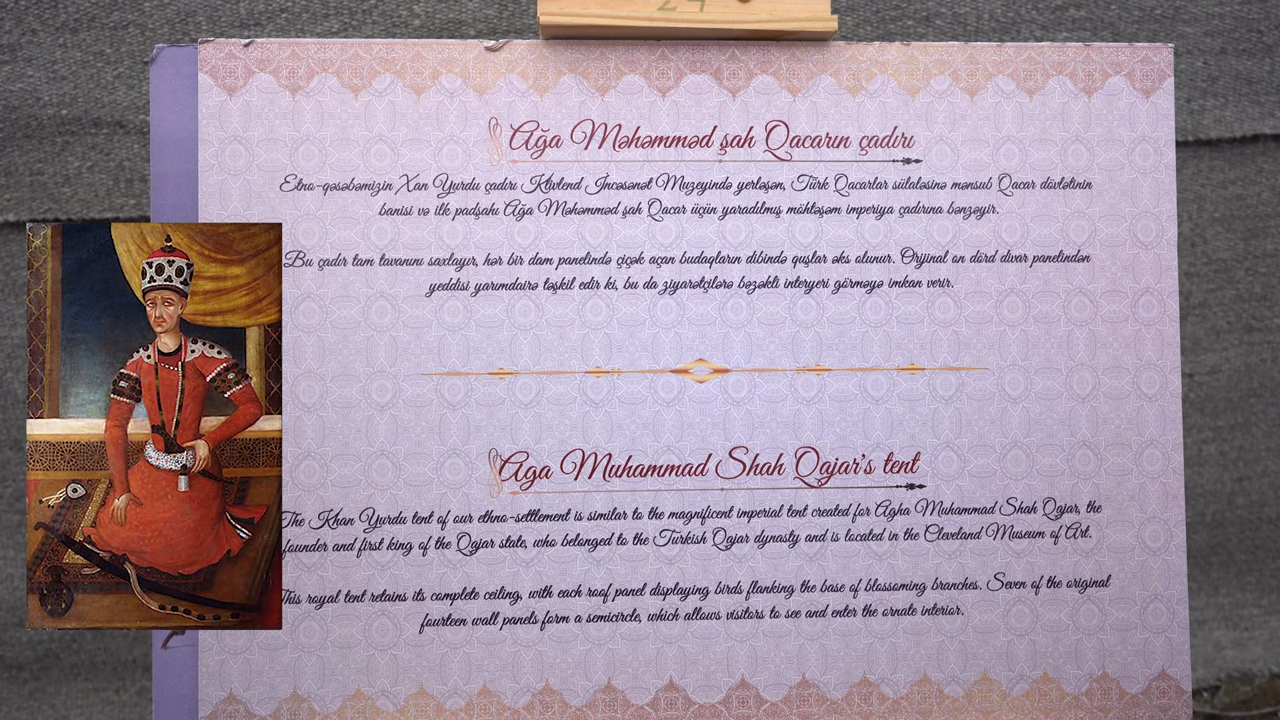 24
Ağa Məhəmməd şah Qacarın çadırı
Etno-qəsəbəmizin Xan Yurdu çadırı Klivlend İncəsənət Muzeyində yerləşən, Türk Qacarlar sülaləsinə mənsub Qacar dövlətinin
banisi və ilk padşahı Ağa Məhəmməd şah Qacar üçün yaradılmış möhtəşəm imperiya çadırına bənzəyir.
Bu çadır tam tavanını saxlayır, hər bir dam panelində çiçək açan budaqların dibində quşlar əks olunur. Orijinal on dörd divar panelindən
yeddisi yarımdairə təşkil edir ki, bu da ziyarətçilərə bəzəkli interyeri görməyə imkan verir.
Aga Muhammad Shah Qajar's tent
The Khan Yurdu tent of our ethno-settlement is similar to the magnificent imperial tent created for Agha Muhammad Shah Qajar, the
founder and first king of the Qajar state, who belonged to the Turkish Qajar dynasty and is located in the Cleveland Museum of Art.
This royal tent retains its complete ceiling, with each roof panel displaying birds flanking the base of blossoming branches. Seven of the original
fourteen wall panels form a semicircle, which allows visitors to see and enter the ornate interior.